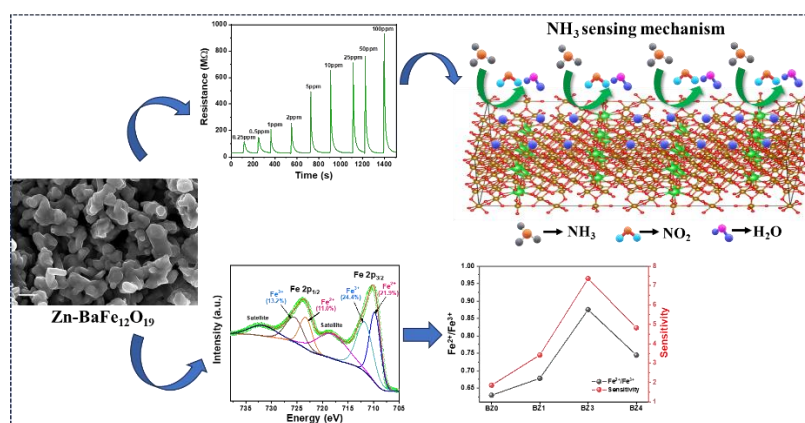 NH₃ sensing mechanism
Resistance (MΩ)
1000
800
600
400
200
0
0.25ppm
0.5ppm
1ppm
2ppm
5ppm
10ppm
25ppm
50ppm
100ppm
0 200 400 600 800 1000 1200 1400
Time (s)
NH₃
NO₂
H₂O
Zn-BaFe₁₂O₁₉
Intensity (a.u.)
Fe 2p₁/₂
Fe 2p₃/₂
Fe³⁺
(13.2%)
Fe²⁺
(11.0%)
Fe³⁺
(24.4%)
Fe²⁺
(21.9%)
Satellite
Satellite
735 730 725 720 715 710 705
Energy (eV)
Fe²⁺/Fe³⁺
1.00
0.95
0.90
0.85
0.80
0.75
0.70
0.65
8
7
6
5
4
3
2
1
Sensitivity
Fe²⁺/Fe³⁺
Sensitivity
BZ0 BZ1 BZ3 BZ4